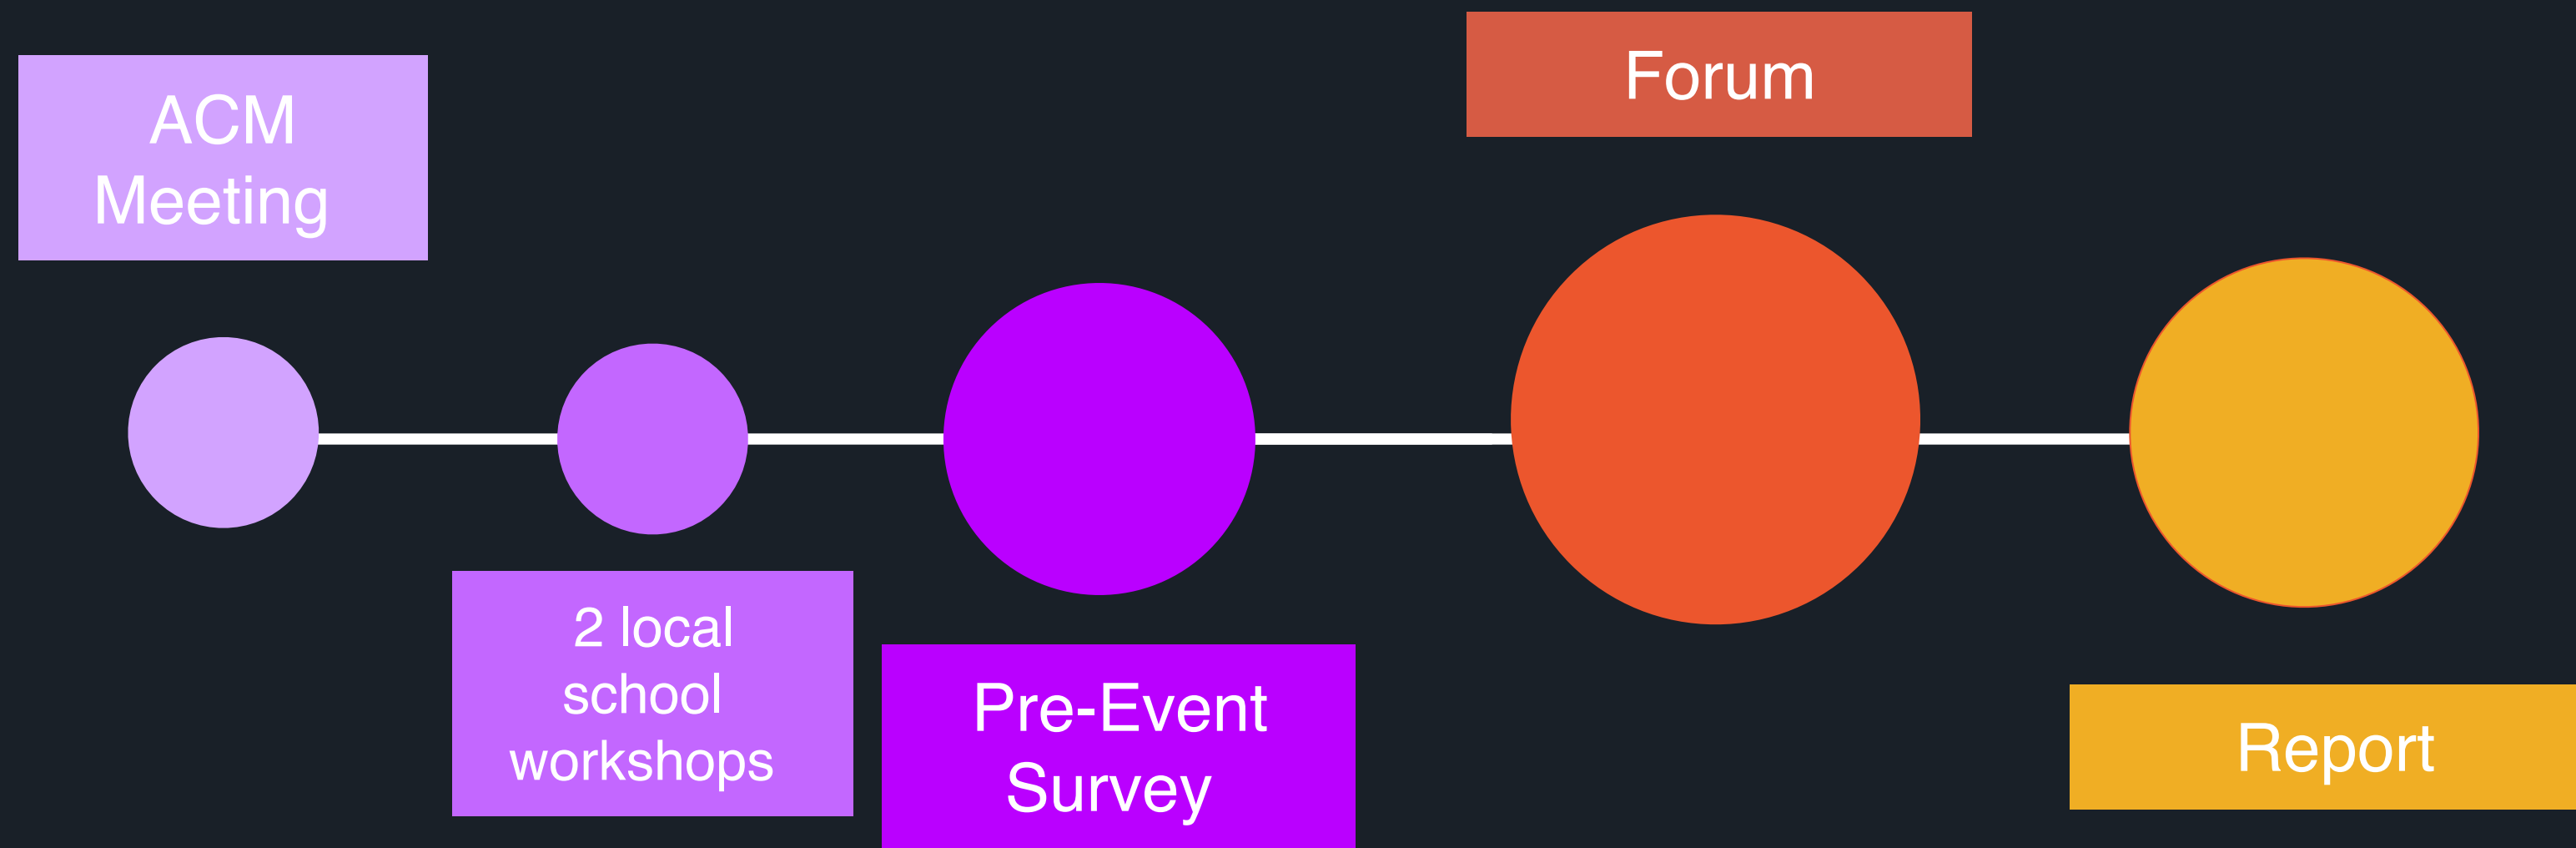 ACM
Meeting
2 local
school
workshops
Pre-Event
Survey
Forum
Report